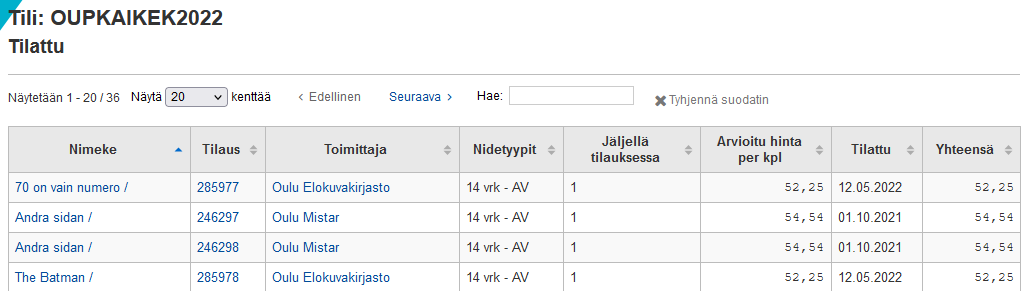 Tili: OUPKAIKEK2022
Tilattu
Näytetään 1 - 20 / 36 Näytä 20 kenttää Edellinen Seuraava Hae: Tyhjennä suodatin
Nimeke Tilaus Toimittaja Nidetyypit Jäljellä tilauksessa Arvioitu hinta per kpl Tilattu Yhteensä
70 on vain numero / 285977 Oulu Elokuvakirjasto 14 vrk - AV 1 52,25 12.05.2022 52,25
Andra sidan / 246297 Oulu Mistar 14 vrk - AV 1 54,54 01.10.2021 54,54
Andra sidan / 246298 Oulu Mistar 14 vrk - AV 1 54,54 01.10.2021 54,54
The Batman / 285978 Oulu Elokuvakirjasto 14 vrk - AV 1 52,25 12.05.2022 52,25